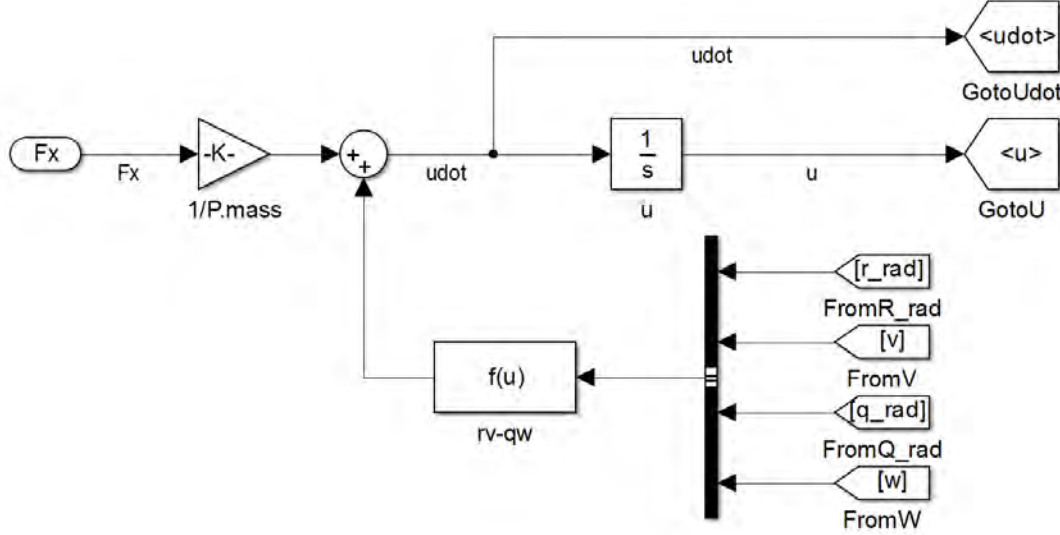 <udot>
udot
GotoUdot
Fx
Fx
-K-
1/P.mass
+
+
udot
1
s
u
u
<u>
GotoU
[r_rad]
FromR_rad
[v]
FromV
f(u)
rv-qw
[q_rad]
FromQ_rad
[w]
FromW